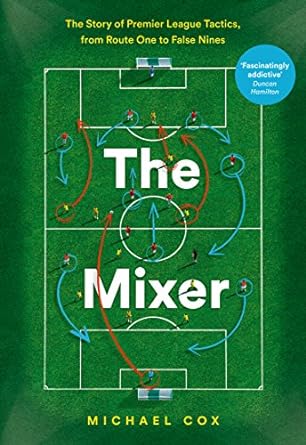 The Story of Premier League Tactics,
from Route One to False Nines
'Fascinatingly
addictive'
Duncan
Hamilton
The
Mixer
MICHAEL COX